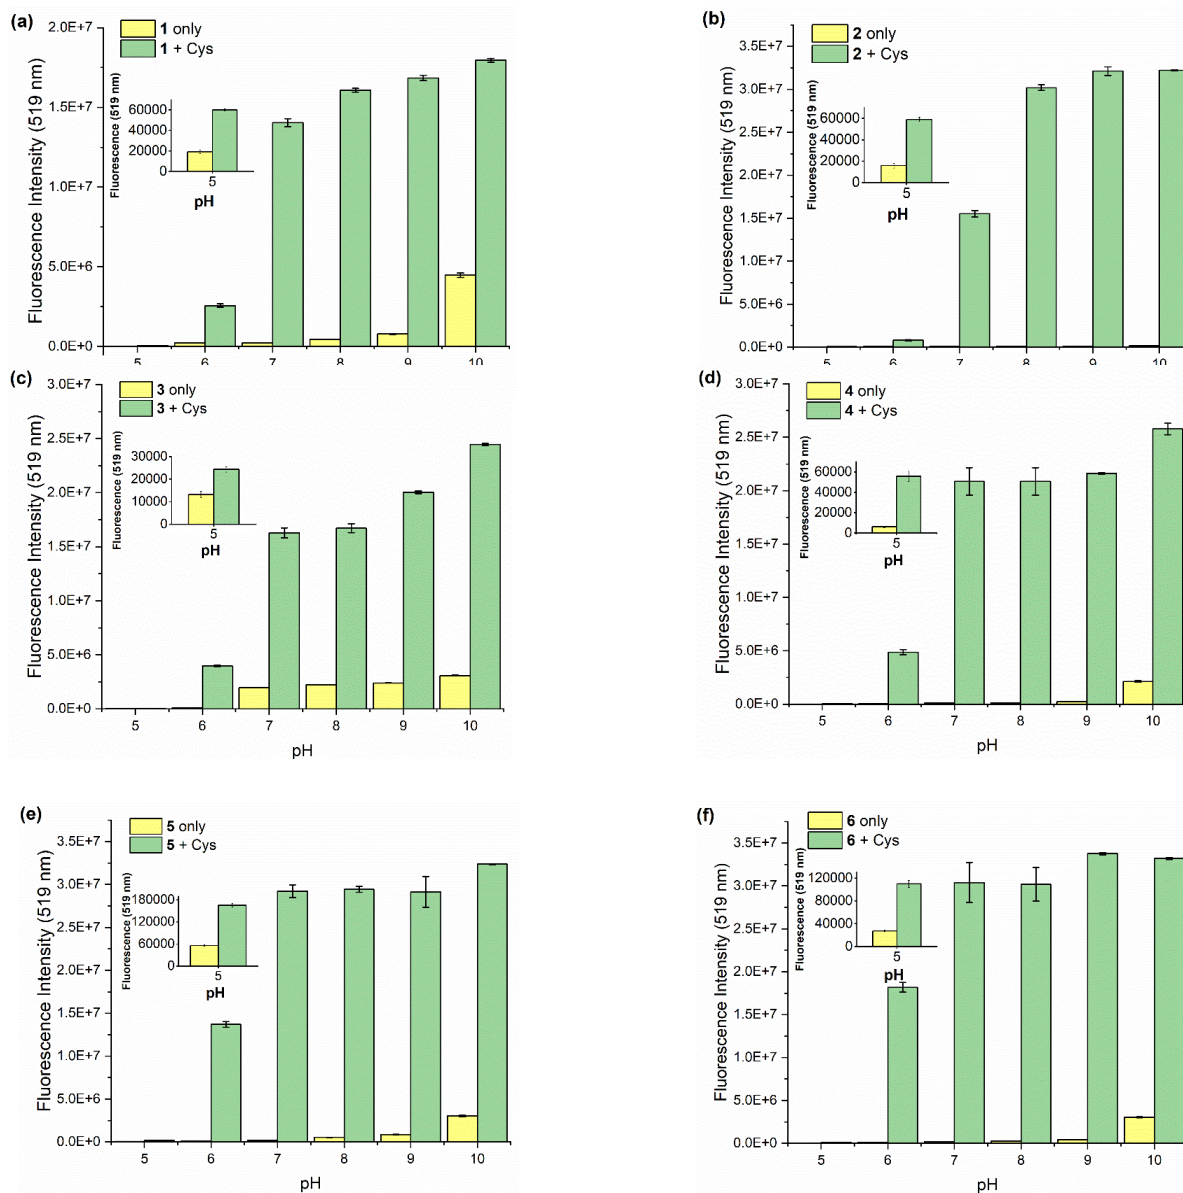 (a)
1 only
1 + Cys
Fluorescence Intensity (519 nm)
2.0E+7
1.5E+7
1.0E+7
5.0E+6
0.0E+0
Fluorescence (519 nm)
60000
40000
20000
0
5
pH
5 6 7 8 9 10
(b)
2 only
2 + Cys
Fluorescence Intensity (519 nm)
3.5E+7
3.0E+7
2.5E+7
2.0E+7
1.5E+7
1.0E+7
5.0E+6
0.0E+0
Fluorescence (519 nm)
60000
40000
20000
0
5
pH
5 6 7 8 9 10
(c)
3 only
3 + Cys
Fluorescence Intensity (519 nm)
3.0E+7
2.5E+7
2.0E+7
1.5E+7
1.0E+7
5.0E+6
0.0E+0
Fluorescence (519 nm)
30000
20000
10000
0
5
pH
5 6 7 8 9 10
pH
(d)
4 only
4 + Cys
Fluorescence Intensity (519 nm)
3.0E+7
2.5E+7
2.0E+7
1.5E+7
1.0E+7
5.0E+6
0.0E+0
Fluorescence (519 nm)
60000
40000
20000
0
5
pH
5 6 7 8 9 10
pH
(e)
5 only
5 + Cys
Fluorescence Intensity (519 nm)
3.5E+7
3.0E+7
2.5E+7
2.0E+7
1.5E+7
1.0E+7
5.0E+6
0.0E+0
Fluorescence (519 nm)
180000
120000
60000
0
5
pH
5 6 7 8 9 10
pH
(f)
6 only
6 + Cys
Fluorescence Intensity (519 nm)
3.5E+7
3.0E+7
2.5E+7
2.0E+7
1.5E+7
1.0E+7
5.0E+6
0.0E+0
Fluorescence (519 nm)
120000
80000
40000
0
5
pH
5 6 7 8 9 10
pH